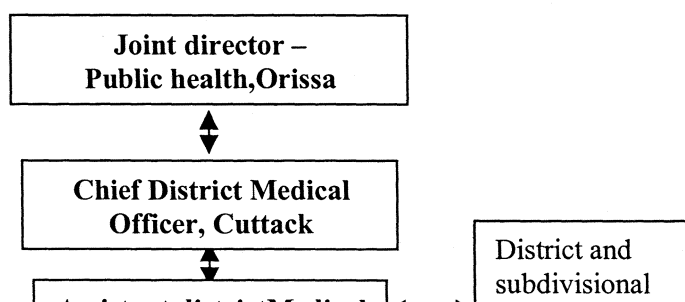 Joint director –
Public health,Orissa
Chief District Medical
Officer, Cuttack
District and
subdivisional